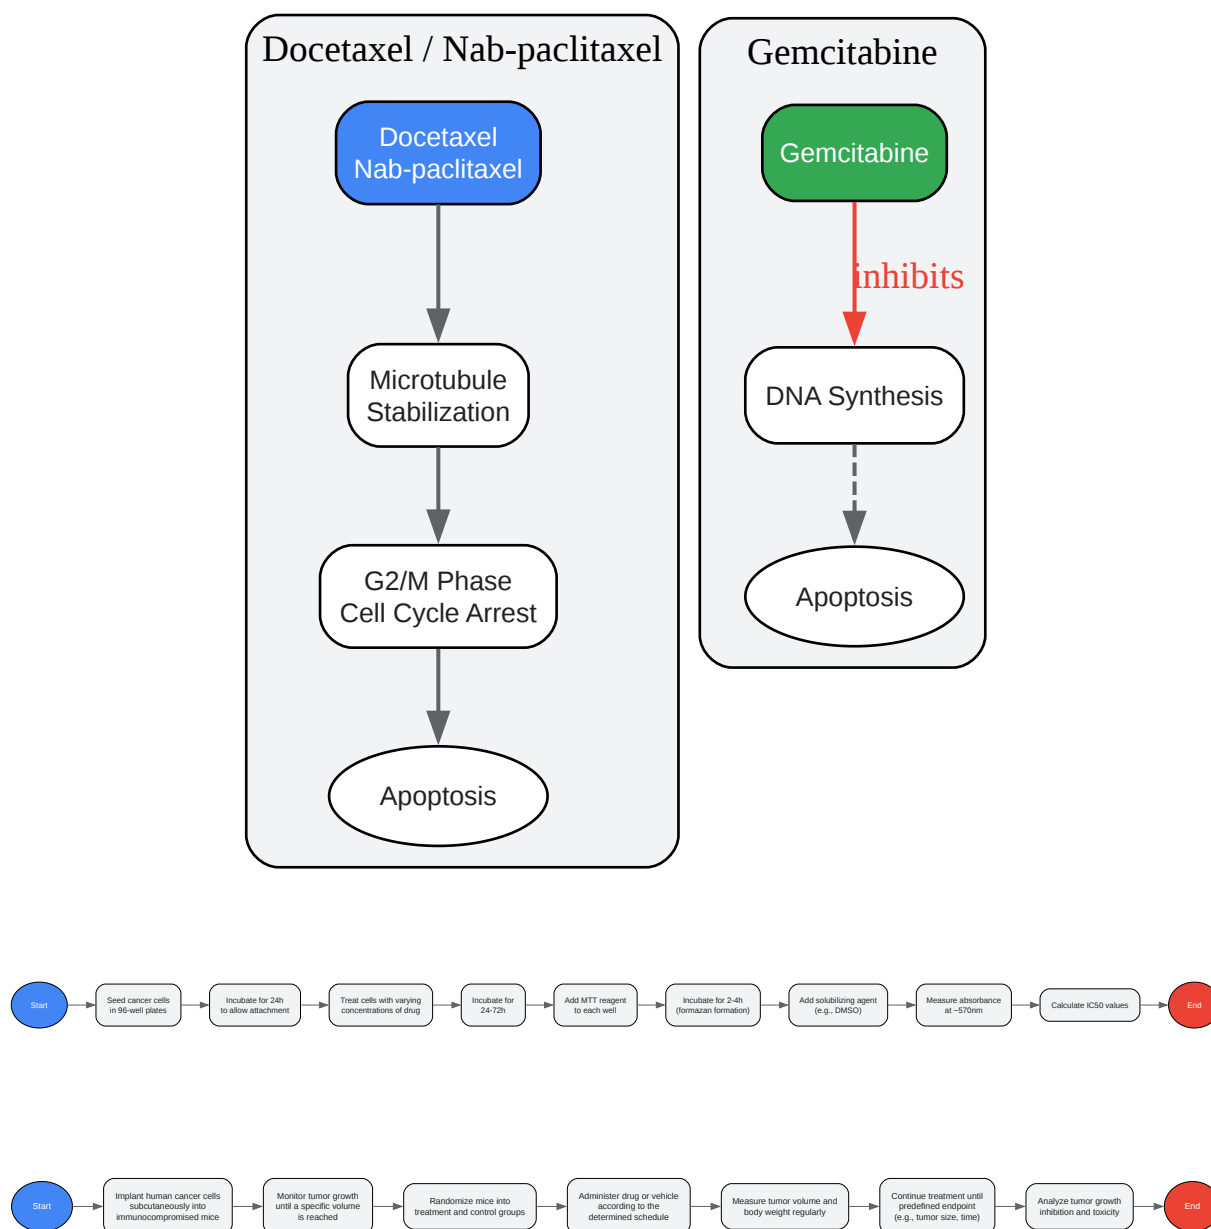 Docetaxel / Nab-paclitaxel
Docetaxel
Nab-paclitaxel
Microtubule
Stabilization
G2/M Phase
Cell Cycle Arrest
Apoptosis
Gemcitabine
Gemcitabine
inhibits
DNA Synthesis
Apoptosis
Start
Seed cancer cells
in 96-well plates
Incubate for 24h
to allow attachment
Treat cells with varying
concentrations of drug
Incubate for
24-72h
Add MTT reagent
to each well
Incubate for 2-4h
(formazan formation)
Add solubilizing agent
(e.g., DMSO)
Measure absorbance
at ~570nm
Calculate IC50 values
End
Start
Implant human cancer cells
subcutaneously into
immunocompromised mice
Monitor tumor growth
until a specific volume
is reached
Randomize mice into
treatment and control groups
Administer drug or vehicle
according to the
determined schedule
Measure tumor volume and
body weight regularly
Continue treatment until
predefined endpoint
(e.g., tumor size, time)
Analyze tumor growth
inhibition and toxicity
End